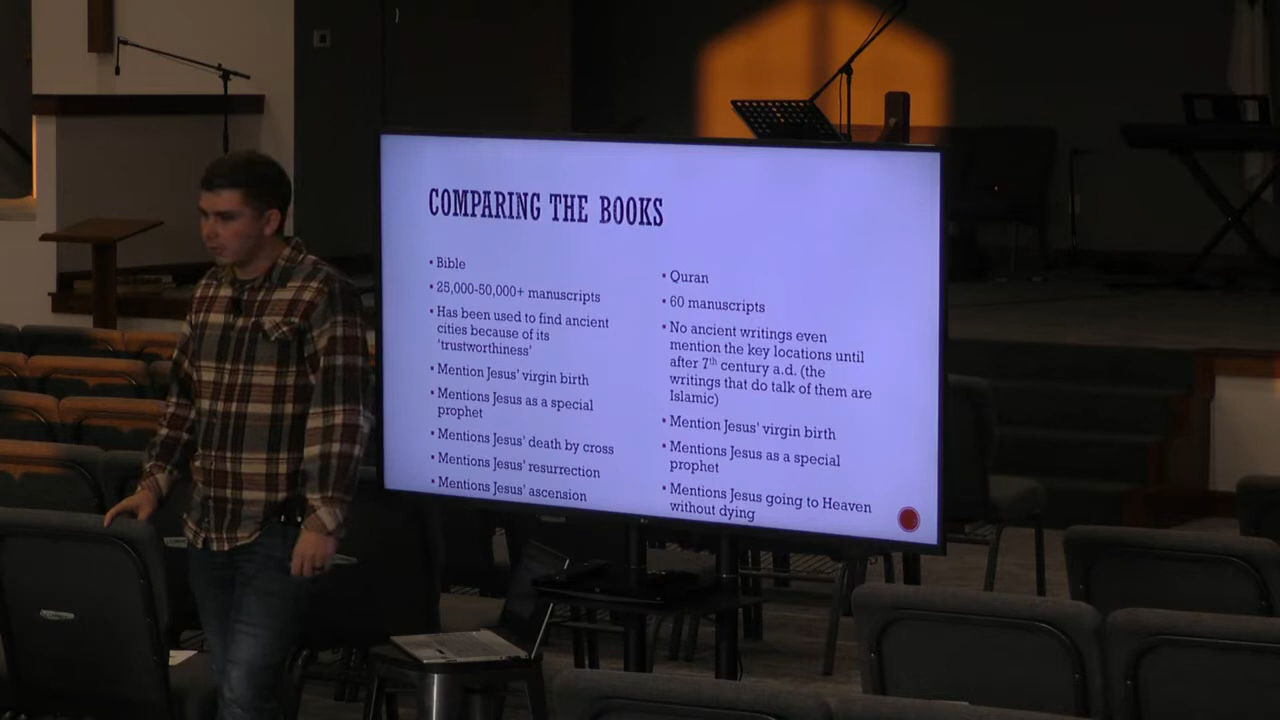 COMPARING THE BOOKS
▪ Bible
▪ 25,000-50,000+ manuscripts
▪ Has been used to find ancient
cities because of its
'trustworthiness'
▪ Mention Jesus' virgin birth
▪ Mentions Jesus as a special
prophet
▪ Mentions Jesus' death by cross
▪ Mentions Jesus' resurrection
▪ Mentions Jesus' ascension
▪ Quran
▪ 60 manuscripts
▪ No ancient writings even
mention the key locations until
after 7th century a.d. (the
writings that do talk of them are
Islamic)
▪ Mention Jesus' virgin birth
▪ Mentions Jesus as a special
prophet
▪ Mentions Jesus going to Heaven
without dying